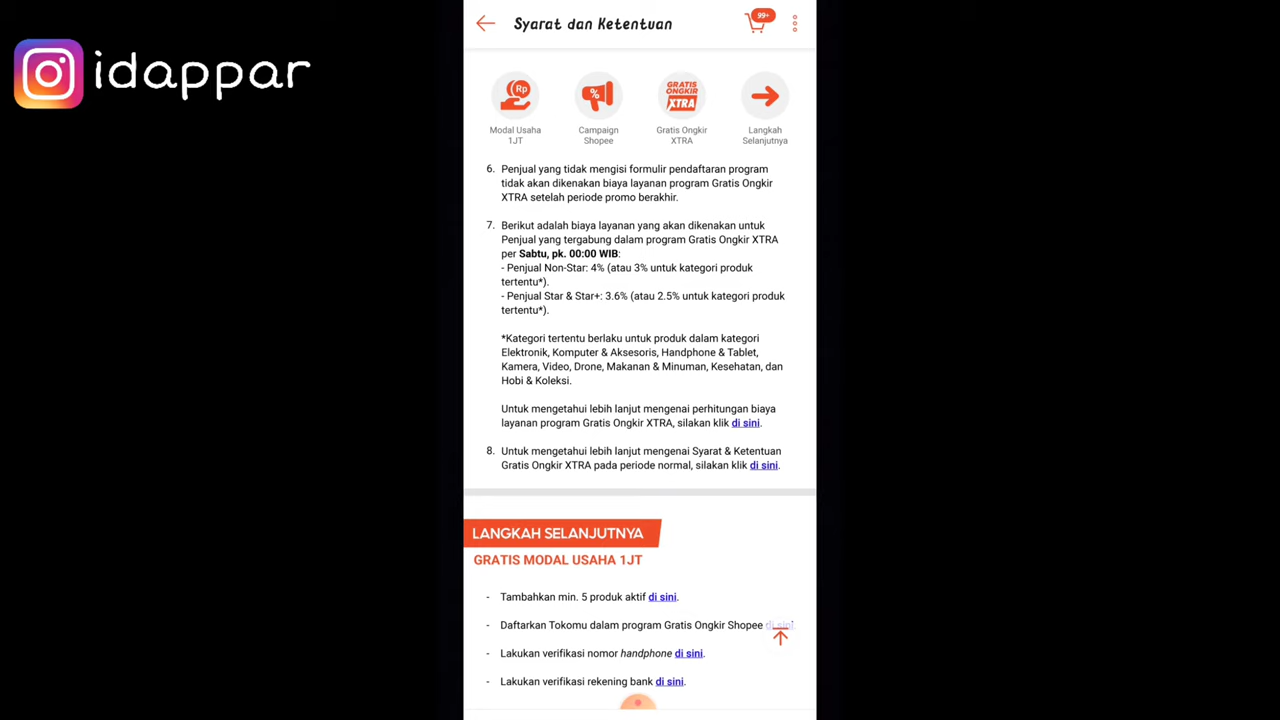 idappar
Syarat dan Ketentuan
99+
Rp
%
GRATIS
ONGKIR
XTRA
Modal Usaha
1JT
Campaign
Shopee
Gratis Ongkir
XTRA
Langkah
Selanjutnya
6. Penjual yang tidak mengisi formulir pendaftaran program
tidak akan dikenakan biaya layanan program Gratis Ongkir
XTRA setelah periode promo berakhir.
7. Berikut adalah biaya layanan yang akan dikenakan untuk
Penjual yang tergabung dalam program Gratis Ongkir XTRA
per Sabtu, pk. 00:00 WIB:
- Penjual Non-Star: 4% (atau 3% untuk kategori produk
tertentu*).
- Penjual Star & Star+: 3.6% (atau 2.5% untuk kategori produk
tertentu*).
*Kategori tertentu berlaku untuk produk dalam kategori
Elektronik, Komputer & Aksesoris, Handphone & Tablet,
Kamera, Video, Drone, Makanan & Minuman, Kesehatan, dan
Hobi & Koleksi.
Untuk mengetahui lebih lanjut mengenai perhitungan biaya
layanan program Gratis Ongkir XTRA, silakan klik di sini.
8. Untuk mengetahui lebih lanjut mengenai Syarat & Ketentuan
Gratis Ongkir XTRA pada periode normal, silakan klik di sini.
LANGKAH SELANJUTNYA
GRATIS MODAL USAHA 1JT
- Tambahkan min. 5 produk aktif di sini.
- Daftarkan Tokomu dalam program Gratis Ongkir Shopee di sini.
- Lakukan verifikasi nomor handphone di sini.
- Lakukan verifikasi rekening bank di sini.